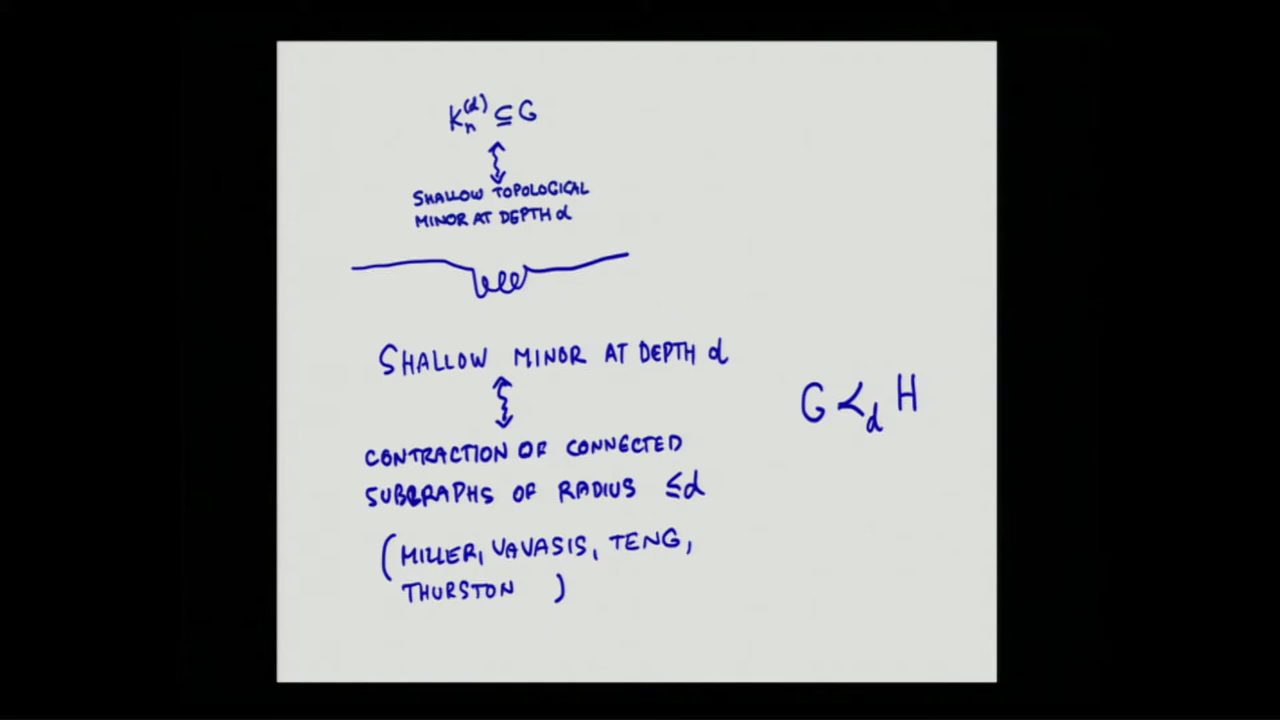 K_n^(d) ⊆ G
SHALLOW TOPOLOGICAL
MINOR AT DEPTH d
SHALLOW MINOR AT DEPTH d
G ≺_d H
CONTRACTION OF CONNECTED
SUBGRAPHS OF RADIUS ≤d
(MILLER, VAVASIS, TENG,
THURSTON )